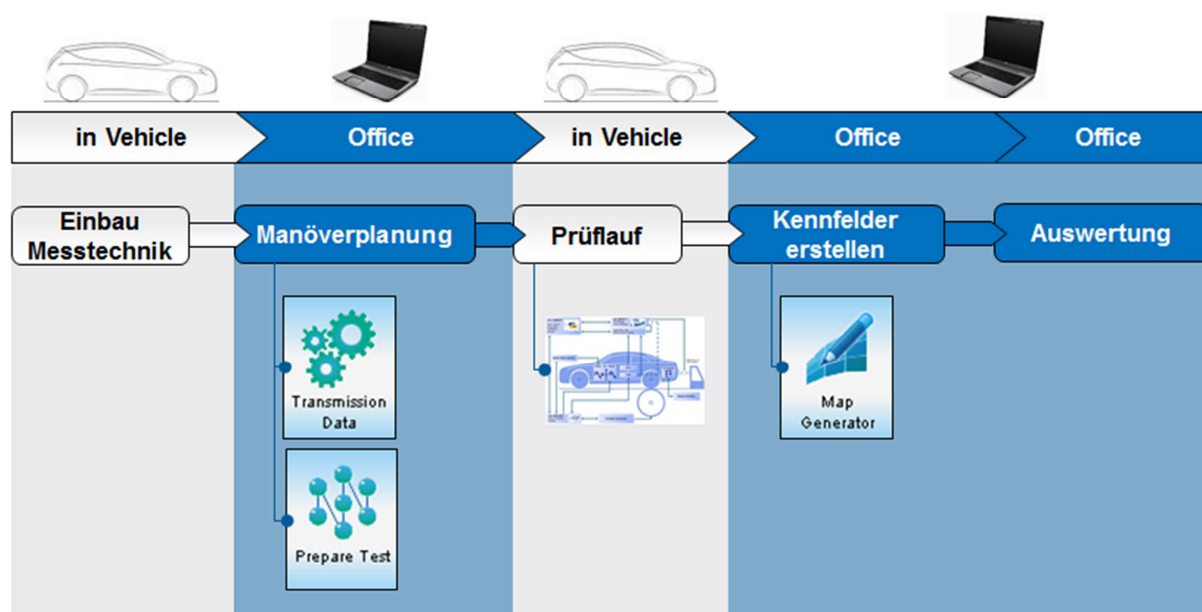 in Vehicle
Office
in Vehicle
Office
Office
Einbau
Messtechnik
Manöverplanung
Prüflauf
Kennfelder
erstellen
Auswertung
Transmission
Data
Map
Generator
Prepare Test